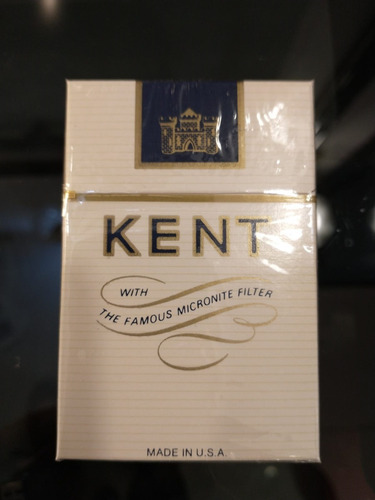 KENT
WITH
THE FAMOUS MICRONITE FILTER
MADE IN U.S.A.